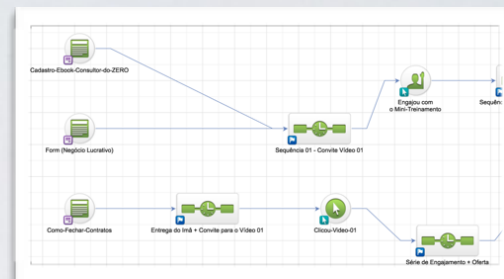 Cadastro-Ebook-Consultor-do-ZERO
Engajou com
o Mini-Treinamento
Form (Negócio Lucrativo)
Sequência 01 - Convite Vídeo 01
Como-Fechar-Contratos
Entrega do Imã + Convite para o Vídeo 01
Clicou-Vídeo-01
Série de Engajamento + Oferta